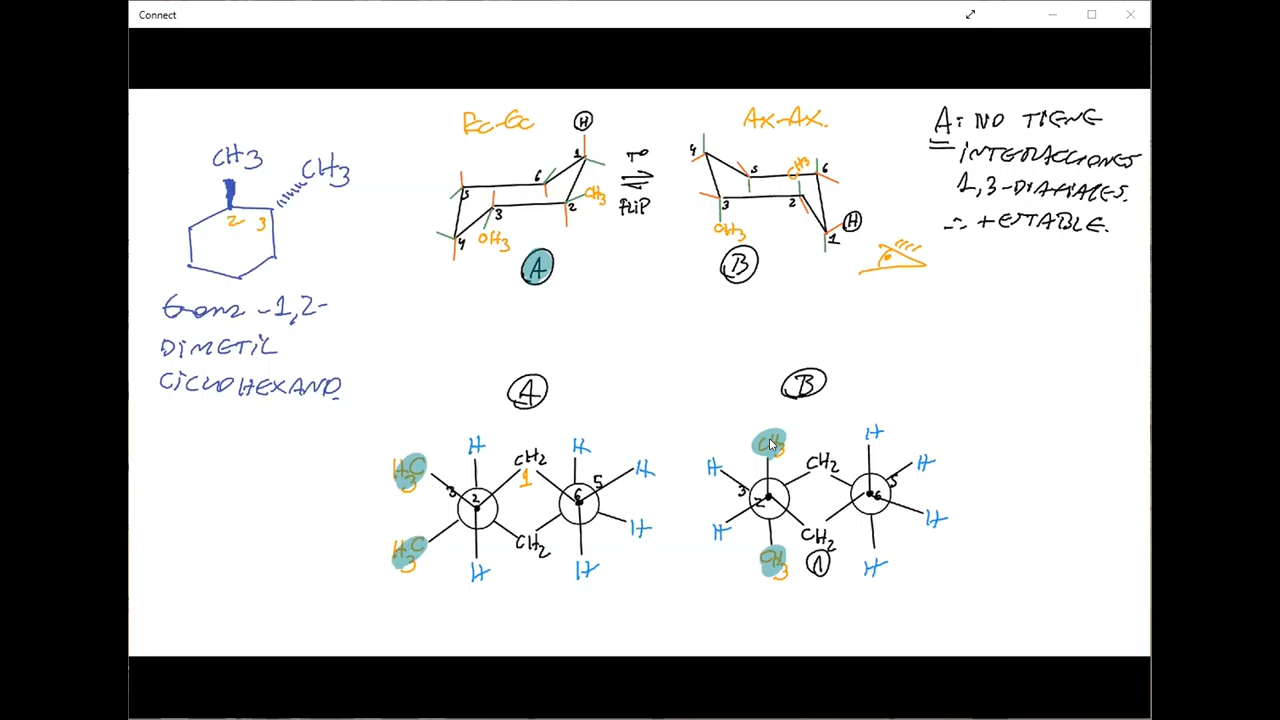 Connect
CH3
CH3
2 3
trans-1,2-
DIMETIL
CICLOHEXANO
Ec-Ec
H
1
6
5
CH3
2
3
4
CH3
A
TO
FLIP
Ax-Ax.
4
CH3
6
5
3
2
H
CH3
1
B
A: NO TIENE
INTERACCIONES
1,3-DIAXIALES.
∴ + ESTABLE.
A
H CH2 H
H3C 1 H
3 2 6 5
H3C CH2 H
H H
B
CH3 CH2 H
H H
3 2 6 5
H CH2 H
CH3 1 H